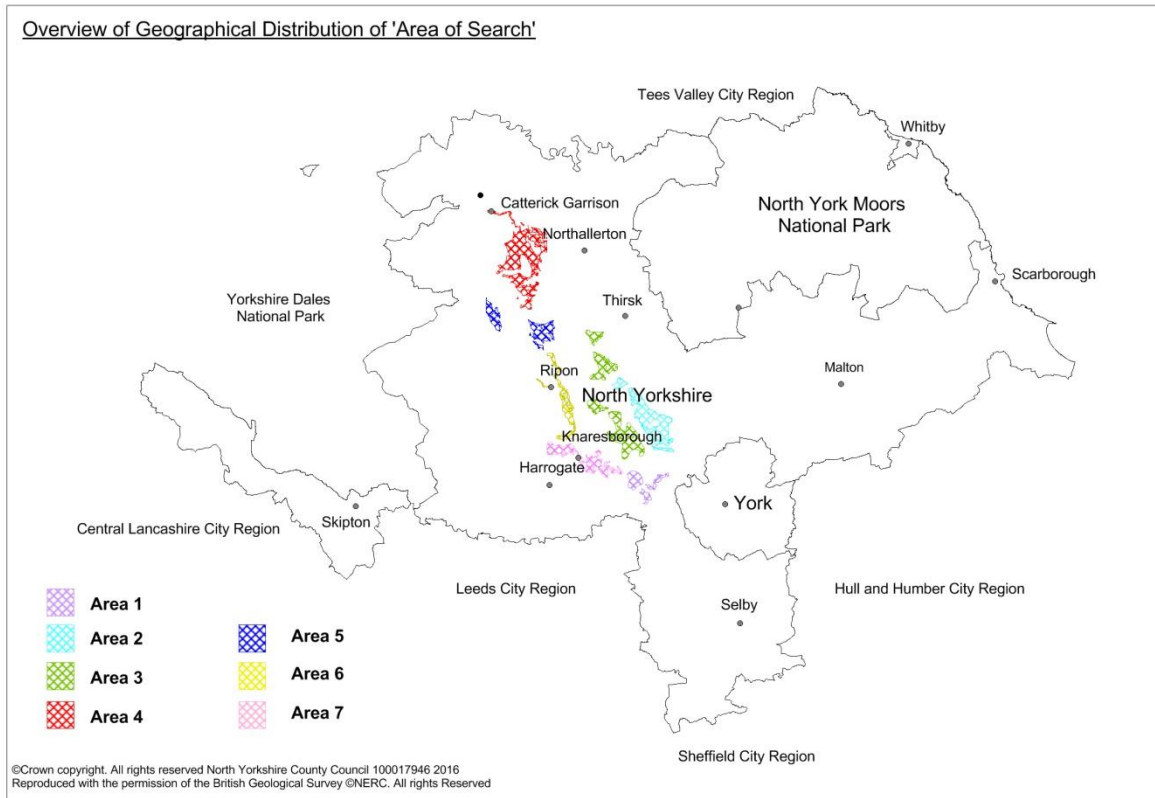 Overview of Geographical Distribution of 'Area of Search'
Tees Valley City Region
Whitby
Catterick Garrison
North York Moors
National Park
Northallerton
Scarborough
Yorkshire Dales
National Park
Thirsk
Ripon
Malton
North Yorkshire
Knaresborough
Harrogate
York
Skipton
Central Lancashire City Region
Leeds City Region
Hull and Humber City Region
Selby
Area 1
Area 2
Area 3
Area 4
Area 5
Area 6
Area 7
Sheffield City Region
©Crown copyright. All rights reserved North Yorkshire County Council 100017946 2016
Reproduced with the permission of the British Geological Survey ©NERC. All rights Reserved